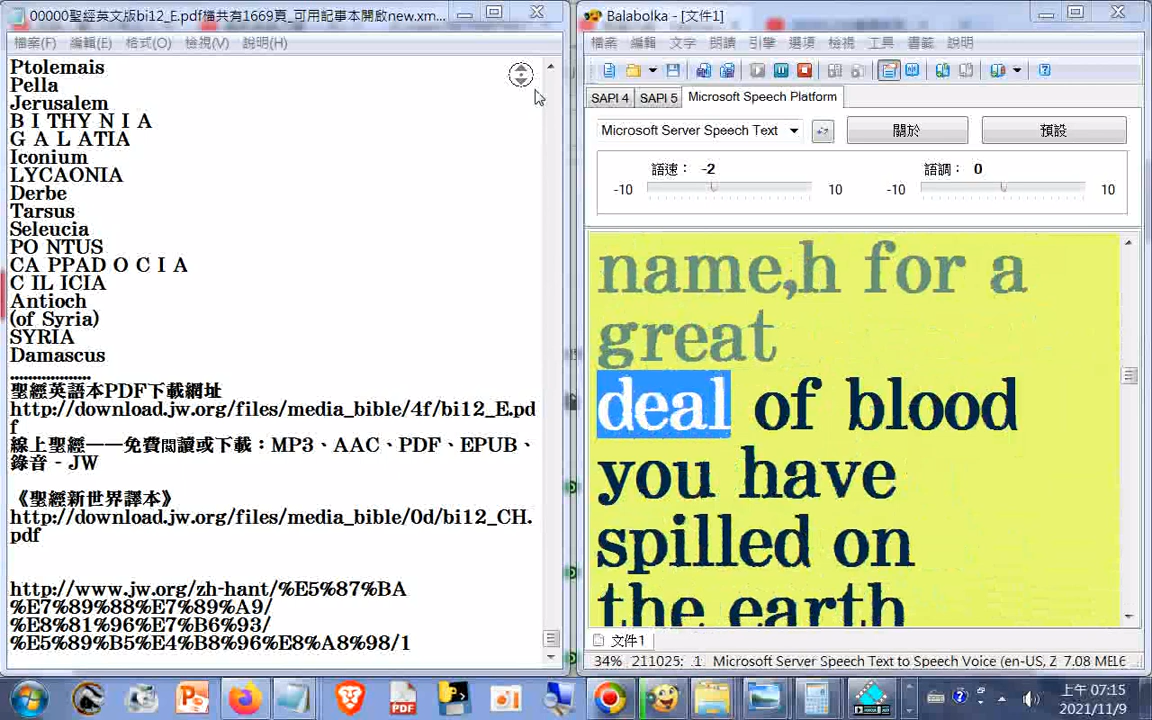 00000聖經英文版bi12_E.pdf檔共有1669頁_可用記事本開啟new.xm...
檔案(F) 編輯(E) 格式(O) 檢視(V) 說明(H)
Ptolemais
Pella
Jerusalem
B I THY N I A
G A L ATIA
Iconium
LYCAONIA
Derbe
Tarsus
Seleucia
PO NTUS
CA PPAD O C I A
C IL ICIA
Antioch
(of Syria)
SYRIA
Damascus
..................
聖經英語本PDF下載網址
http://download.jw.org/files/media_bible/4f/bi12_E.pd
f
線上聖經——免費閱讀或下載：MP3、AAC、PDF、EPUB、
錄音 - JW
《聖經新世界譯本》
http://download.jw.org/files/media_bible/0d/bi12_CH.
pdf
http://www.jw.org/zh-hant/%E5%87%BA
%E7%89%88%E7%89%A9/
%E8%81%96%E7%B6%93/
%E5%89%B5%E4%B8%96%E8%A8%98/1
Balabolka - [文件1]
檔案 編輯 文字 朗讀 引擎 選項 檢視 工具 書籤 說明
SAPI 4 SAPI 5 Microsoft Speech Platform
Microsoft Server Speech Text 關於 預設
語速： -2 語調： 0
-10 10 -10 10
name,h for a
great
deal of blood
you have
spilled on
the earth
文件1
34% 211025: .1. Microsoft Server Speech Text to Speech Voice (en-US, Z 7.08 МБ
PDF
上午 07:15
2021/11/9